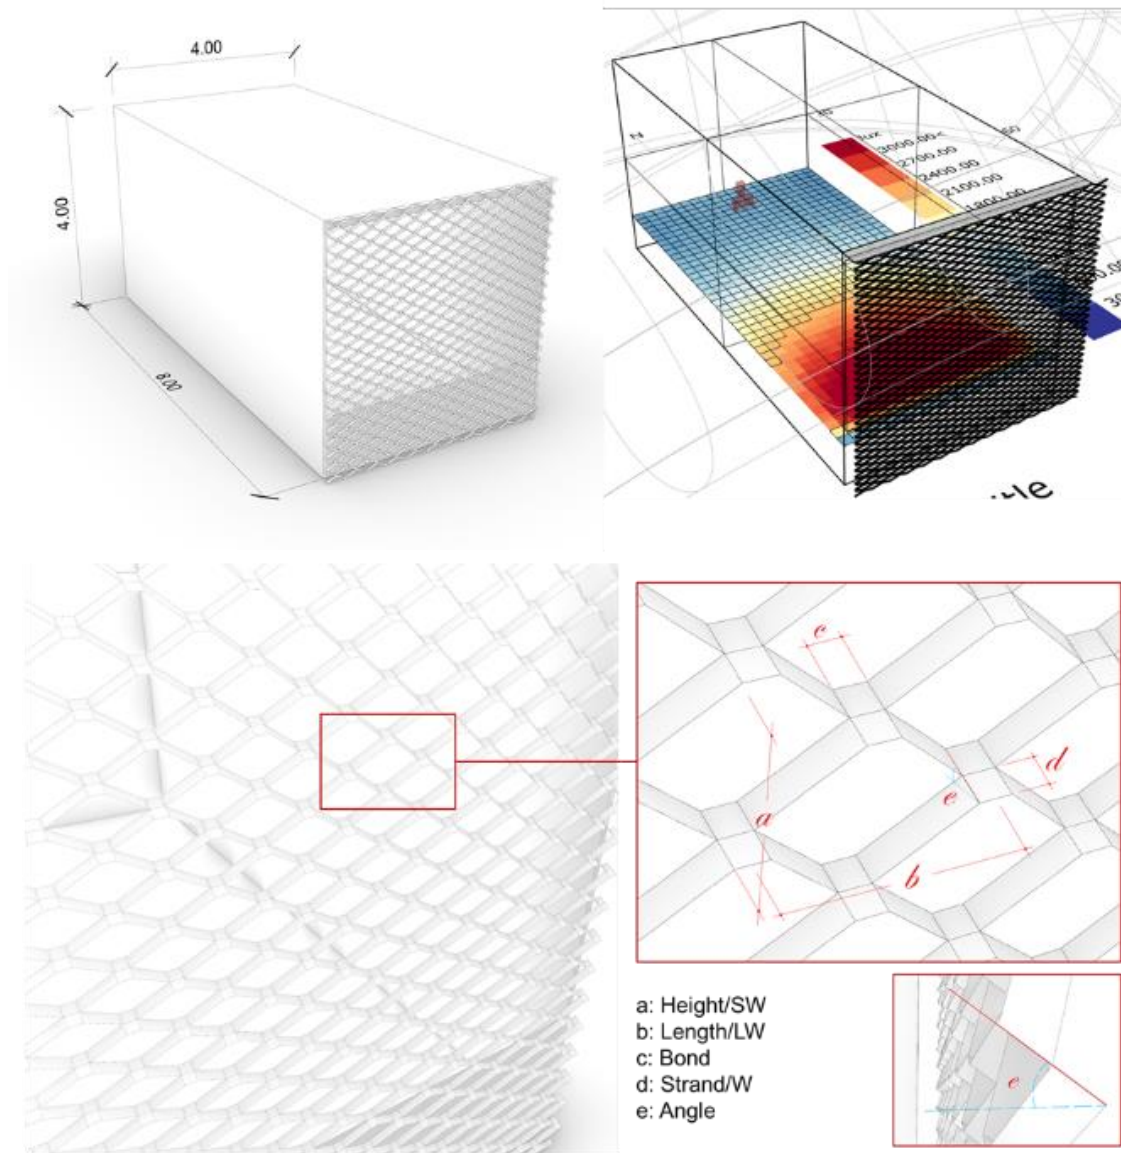 4.00
4.00
8.00
N
3000.00<
2700.00
2400.00
2100.00
1800.00
c
d
e
a
b
a: Height/SW
b: Length/LW
c: Bond
d: Strand/W
e: Angle
e